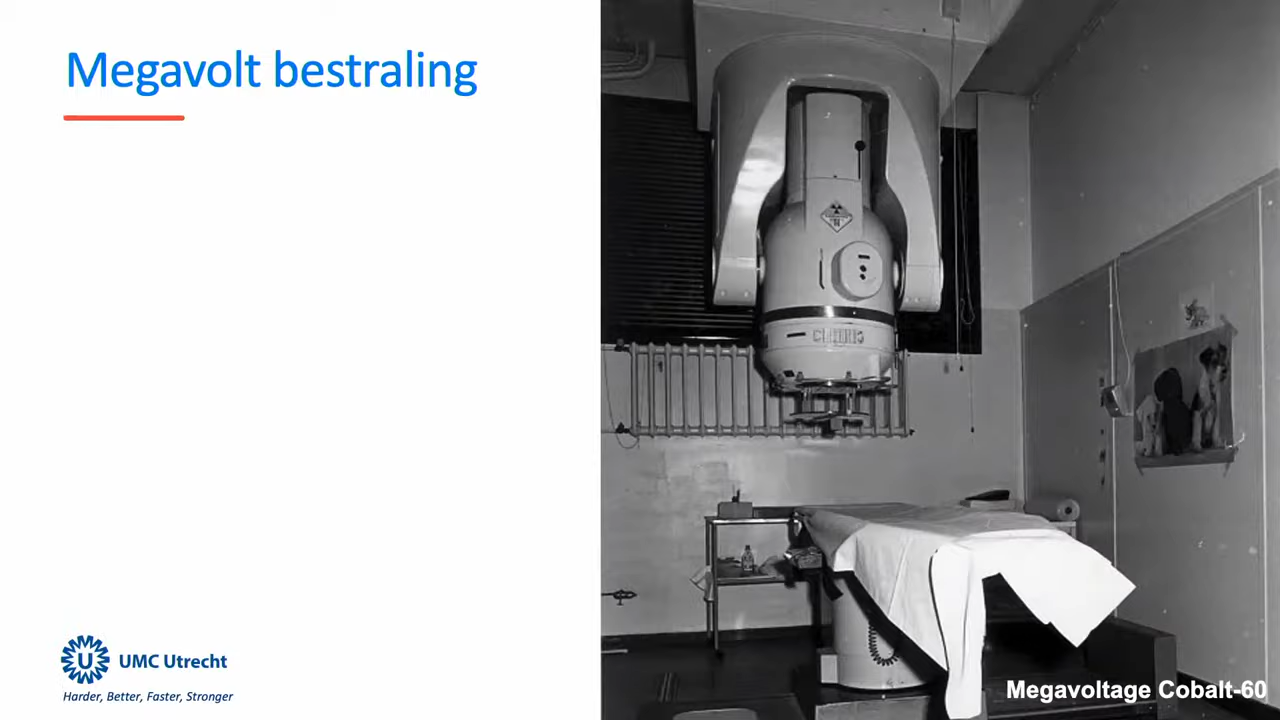 Megavolt bestraling
U
UMC Utrecht
Harder, Better, Faster, Stronger
Megavoltage Cobalt-60